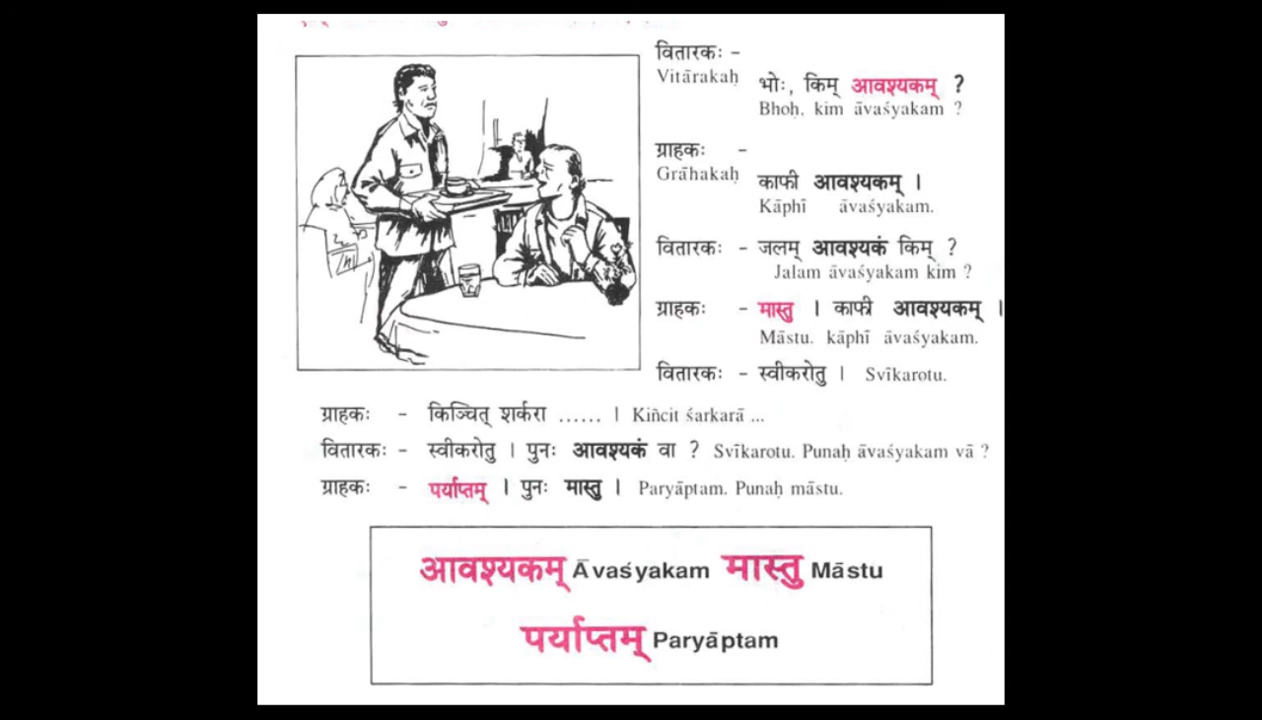 वितारकः -
Vitārakaḥ
भोः, किम् आवश्यकम् ?
Bhoḥ, kim āvaśyakam ?
ग्राहकः -
Grāhakaḥ
काफी आवश्यकम् ।
Kāphī āvaśyakam.
वितारकः - जलम् आवश्यकं किम् ?
Jalam āvaśyakam kim ?
ग्राहकः - मास्तु । काफी आवश्यकम् ।
Māstu. kāphī āvaśyakam.
वितारकः - स्वीकरोतु । Svīkarotu.
ग्राहकः - किञ्चित् शर्करा ...... । Kiñcit śarkarā ...
वितारकः - स्वीकरोतु । पुनः आवश्यकं वा ? Svīkarotu. Punaḥ āvaśyakam vā ?
ग्राहकः - पर्याप्तम् । पुनः मास्तु । Paryāptam. Punaḥ māstu.
आवश्यकम् Āvaśyakam मास्तु Māstu
पर्याप्तम् Paryāptam